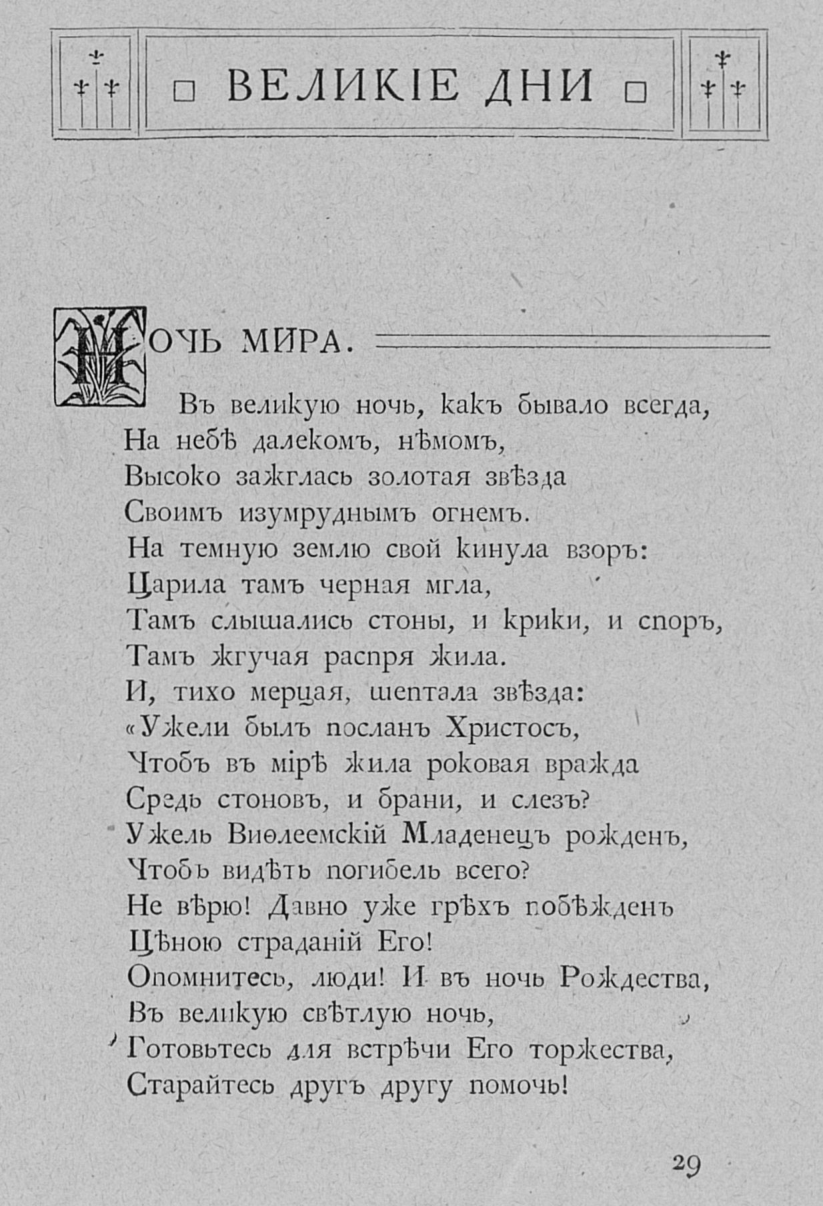 ВЕЛИКІЕ ДНИ
НОЧЬ МИРА.
Въ великую ночь, какъ бывало всегда,
На небѣ далекомъ, нѣмомъ,
Высоко зажглась золотая звѣзда
Своимъ изумруднымъ огнемъ.
На темную землю свой кинула взоръ:
Царила тамъ черная мгла,
Тамъ слышались стоны, и крики, и споръ,
Тамъ жгучая распря жила.
И, тихо мерцая, шептала звѣзда:
«Ужели былъ посланъ Христосъ,
Чтобъ въ мірѣ жила роковая вражда
Средь стоновъ, и брани, и слезъ?
Ужель Виѳлеемскій Младенецъ рожденъ,
Чтобъ видѣть погибель всего?
Не вѣрю! Давно уже грѣхъ побѣжденъ
Цѣною страданій Его!
Опомнитесь, люди! И въ ночь Рождества,
Въ великую свѣтлую ночь,
Готовьтесь для встрѣчи Его торжества,
Старайтесь другъ другу помочь!
29